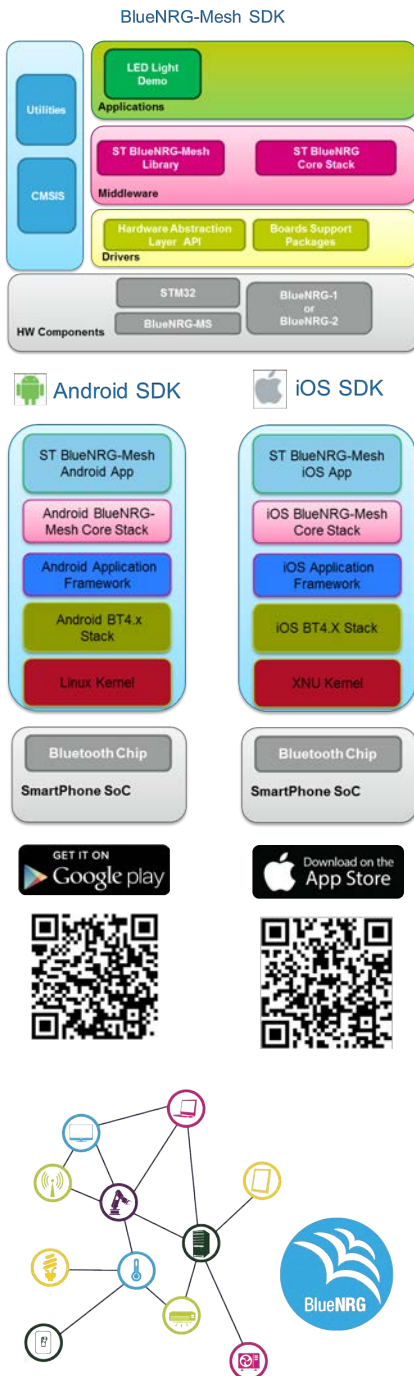 BlueNRG-Mesh SDK
Utilities
CMSIS
LED Light
Demo
Applications
ST BlueNRG-Mesh
Library
ST BlueNRG
Core Stack
Middleware
Hardware Abstraction
Layer API
Boards Support
Packages
Drivers
STM32
BlueNRG-MS
BlueNRG-1
or
BlueNRG-2
HW Components
Android SDK
ST BlueNRG-Mesh
Android App
Android BlueNRG-
Mesh Core Stack
Android Application
Framework
Android BT4.x
Stack
Linux Kernel
Bluetooth Chip
SmartPhone SoC
GET IT ON
Google play
iOS SDK
ST BlueNRG-Mesh
iOS App
iOS BlueNRG-Mesh
Core Stack
iOS Application
Framework
iOS BT4.X Stack
XNU Kernel
Bluetooth Chip
SmartPhone SoC
Download on the
App Store
BlueNRG